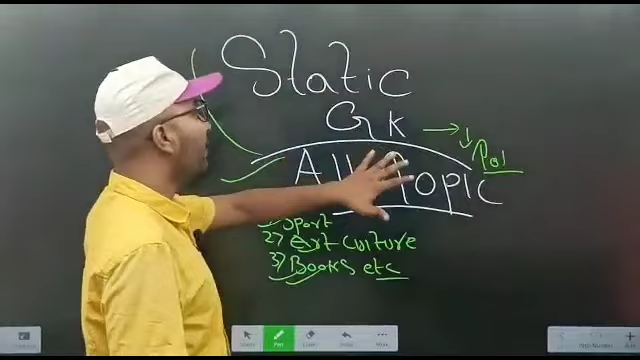 Static
GK
Pol
All Topic
Sport
2) Art culture
3) Books etc